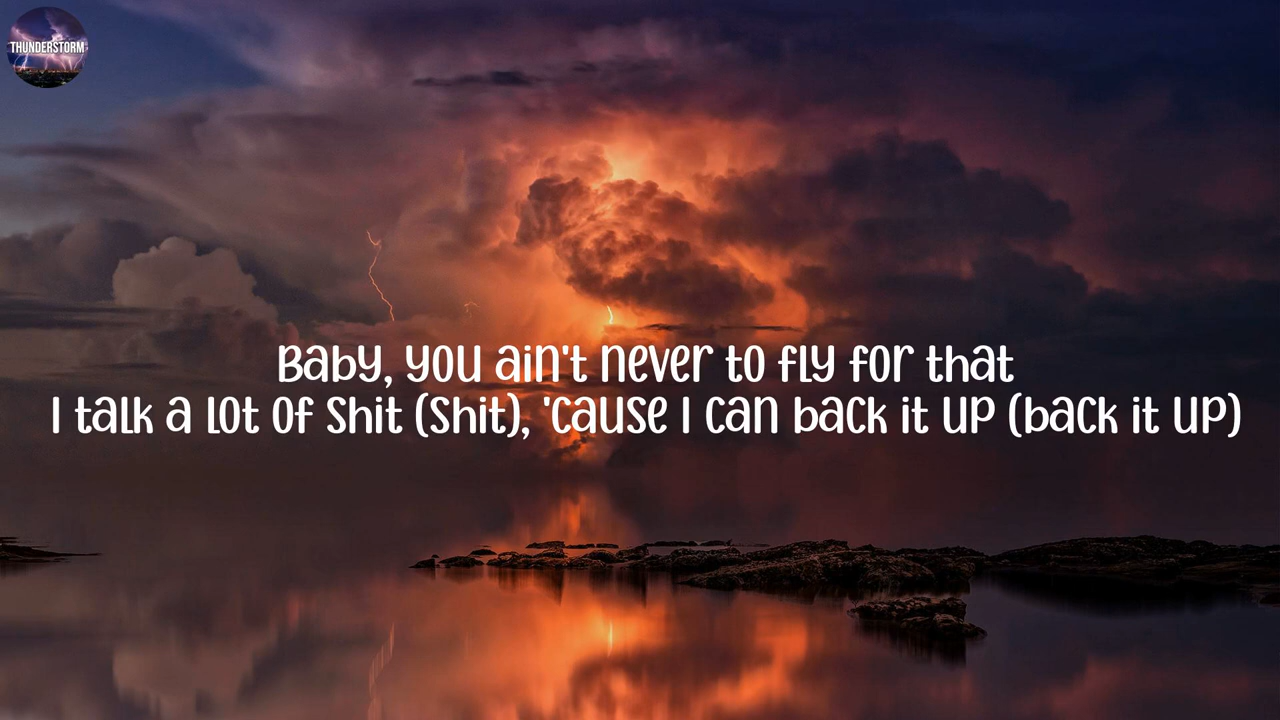 THUNDERSTORM
Baby, you ain't never to fly for that
I talk a lot of shit (shit), 'cause I can back it up (back it up)